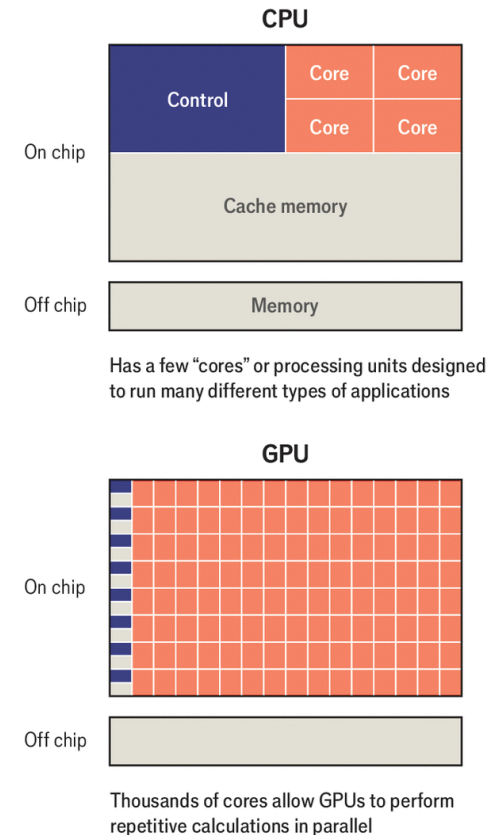 CPU
Control
Core
Core
Core
Core
On chip
Cache memory
Off chip
Memory
Has a few “cores” or processing units designed
to run many different types of applications
GPU
On chip
Off chip
Thousands of cores allow GPUs to perform
repetitive calculations in parallel